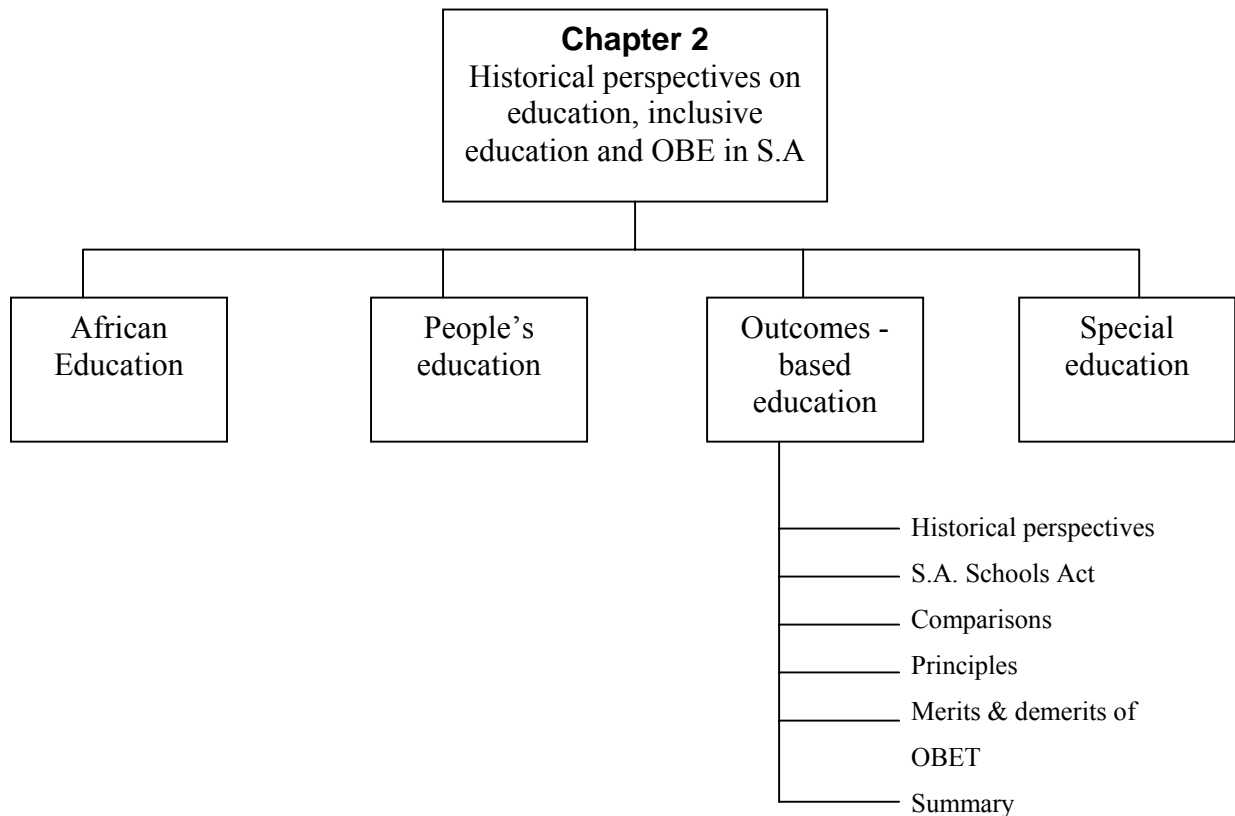 Chapter 2
Historical perspectives on
education, inclusive
education and OBE in S.A
African
Education
People’s
education
Outcomes -
based
education
Special
education
Historical perspectives
S.A. Schools Act
Comparisons
Principles
Merits & demerits of
OBET
Summary